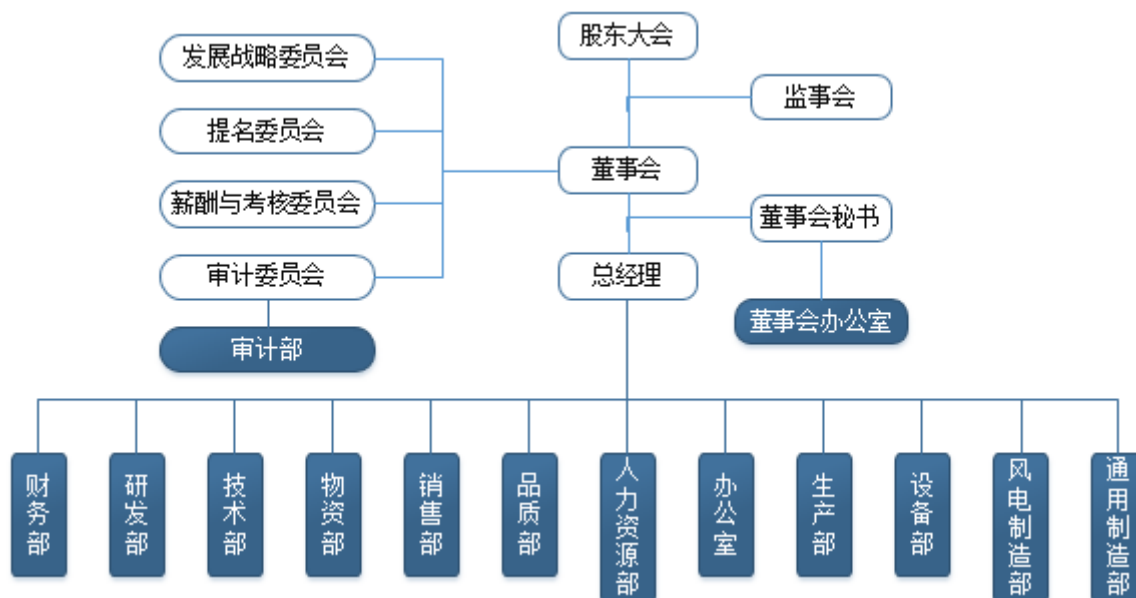 股东大会
发展战略委员会
监事会
提名委员会
董事会
薪酬与考核委员会
董事会秘书
审计委员会
总经理
董事会办公室
审计部
财务部
研发部
技术部
物资部
销售部
品质部
人力资源部
办公室
生产部
设备部
风电制造部
通用制造部